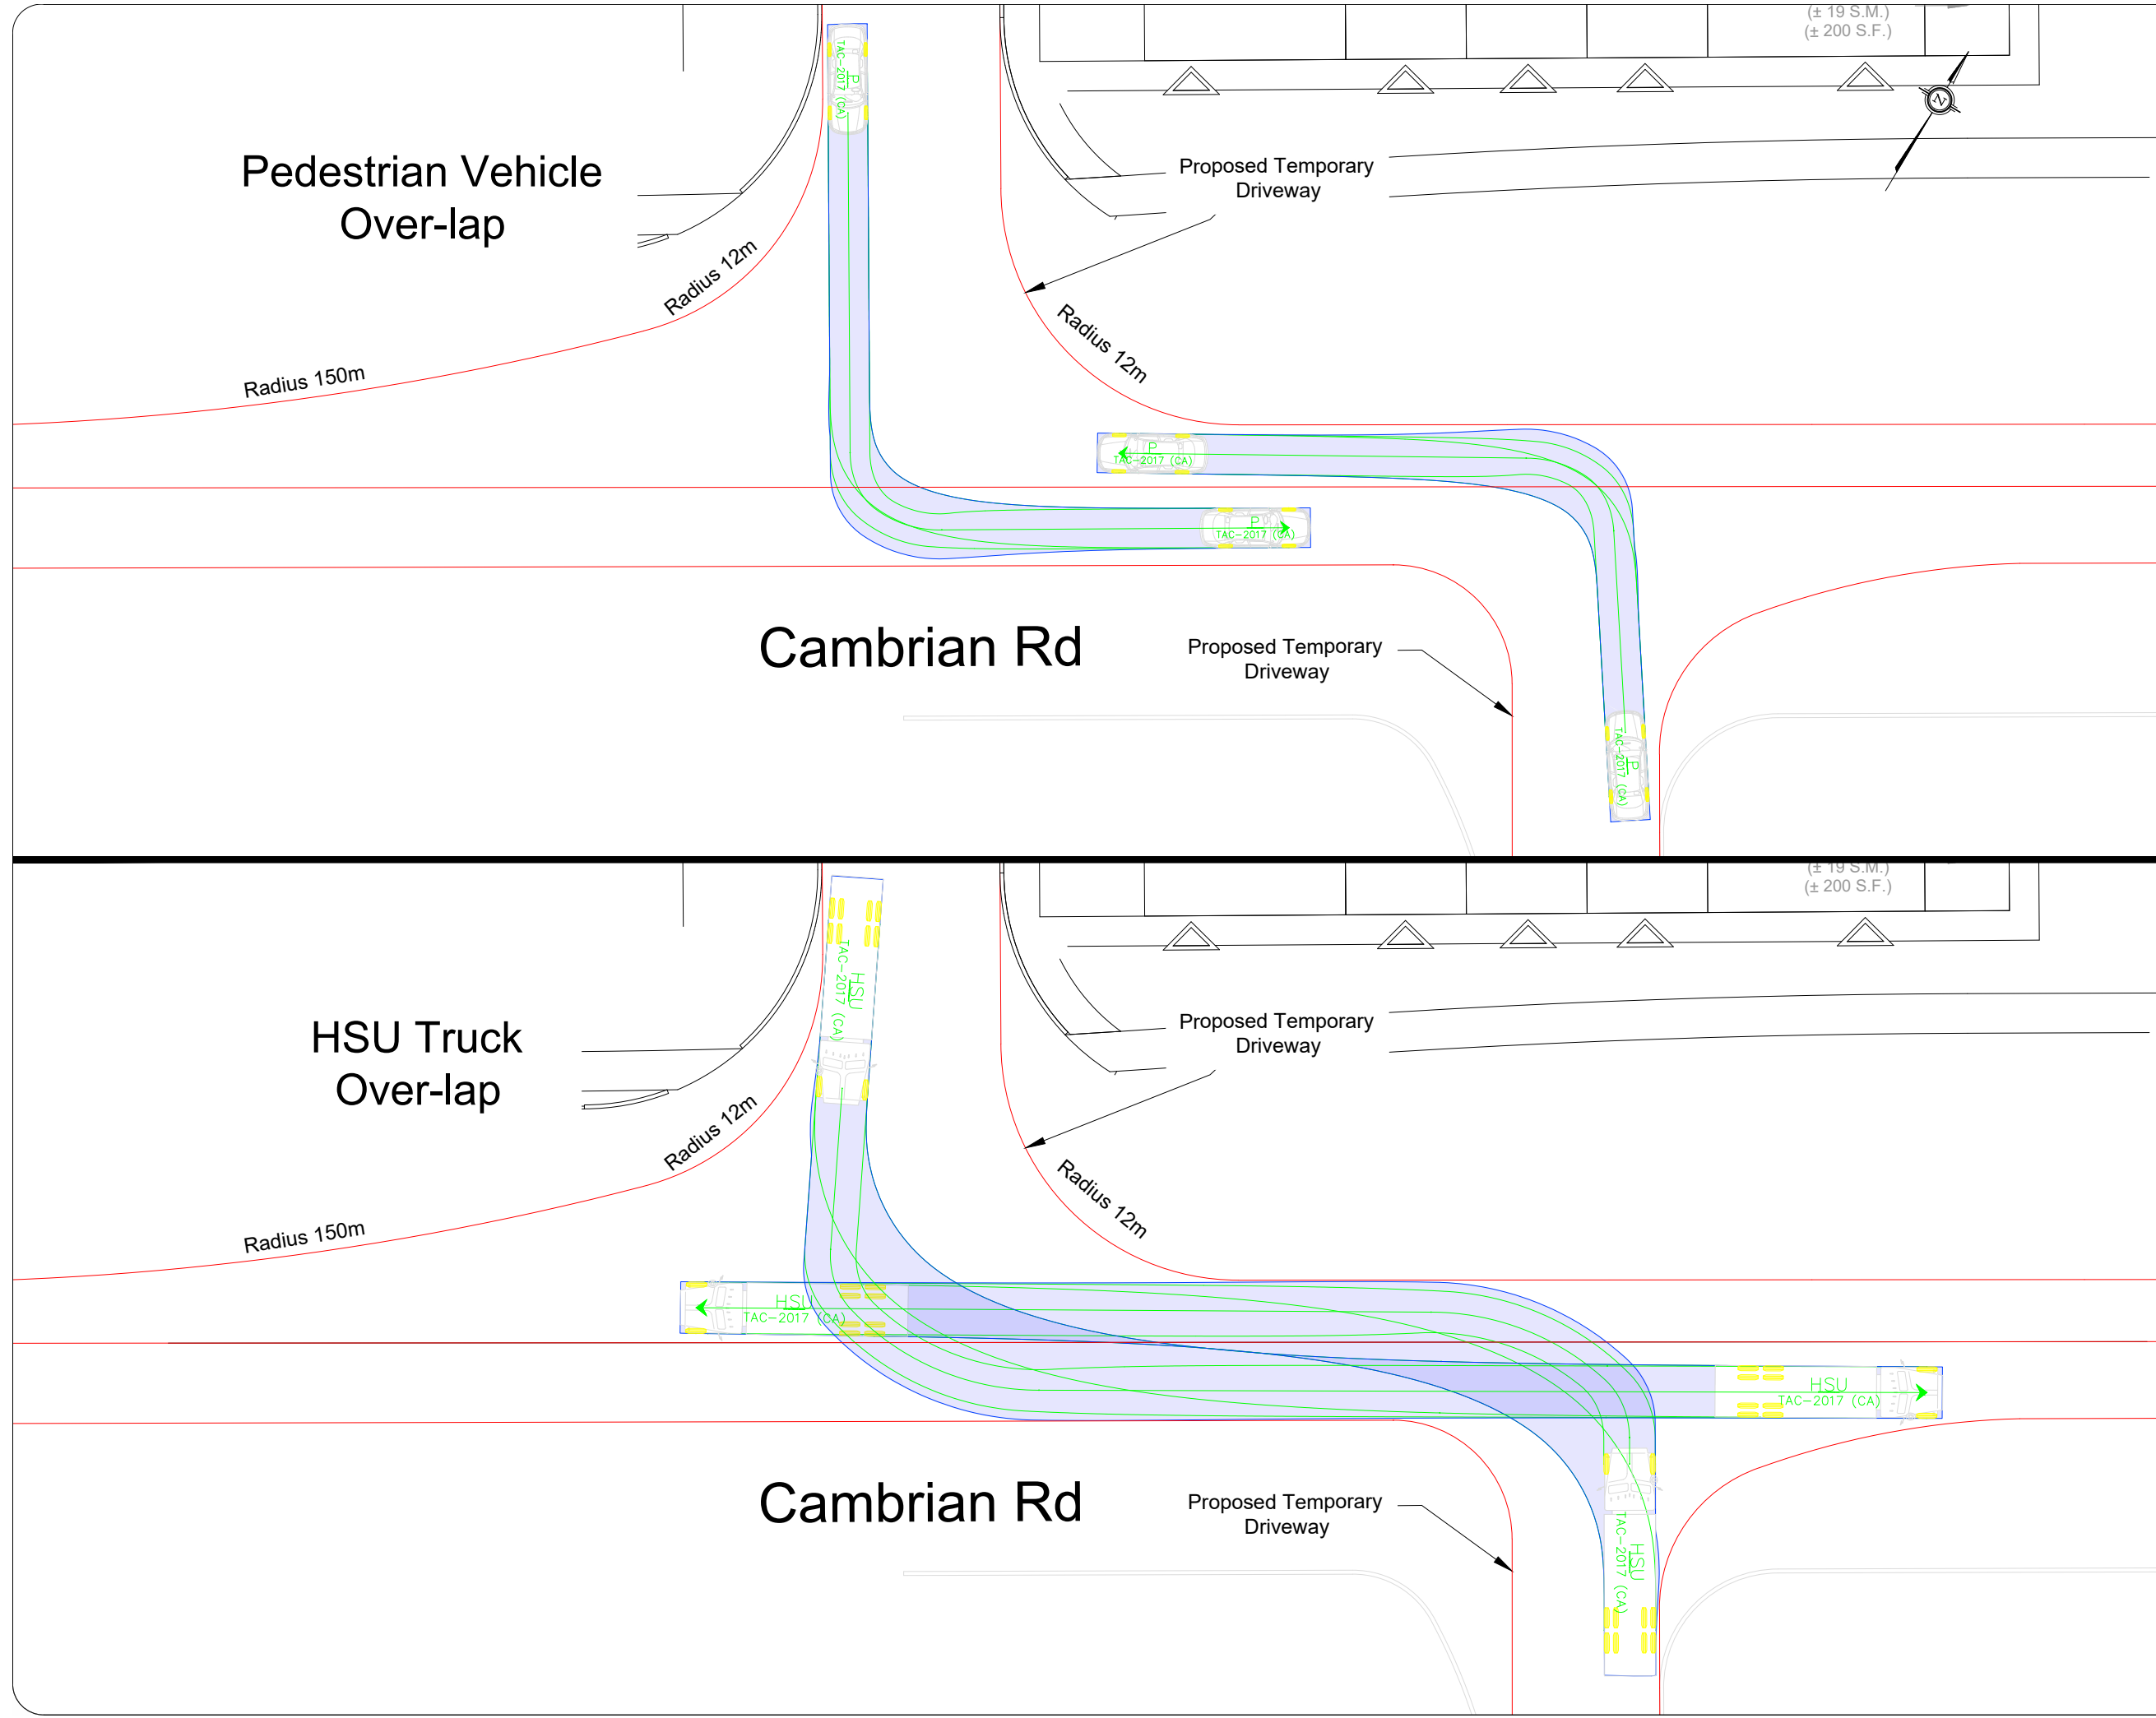 (± 19 S.M.)
(± 200 S.F.)
N
TAC-2017 (CA)
P
Pedestrian Vehicle
Over-lap
Proposed Temporary
Driveway
Radius 12m
Radius 12m
Radius 150m
P
TAC-2017 (CA)
P
TAC-2017 (CA)
Cambrian Rd
Proposed Temporary
Driveway
TAC-2017 (CA)
P
(± 19 S.M.)
(± 200 S.F.)
HSU
TAC-2017 (CA)
HSU Truck
Over-lap
Proposed Temporary
Driveway
Radius 12m
Radius 12m
Radius 150m
HSU
TAC-2017 (CA)
HSU
TAC-2017 (CA)
Cambrian Rd
Proposed Temporary
Driveway
HSU
TAC-2017 (CA)